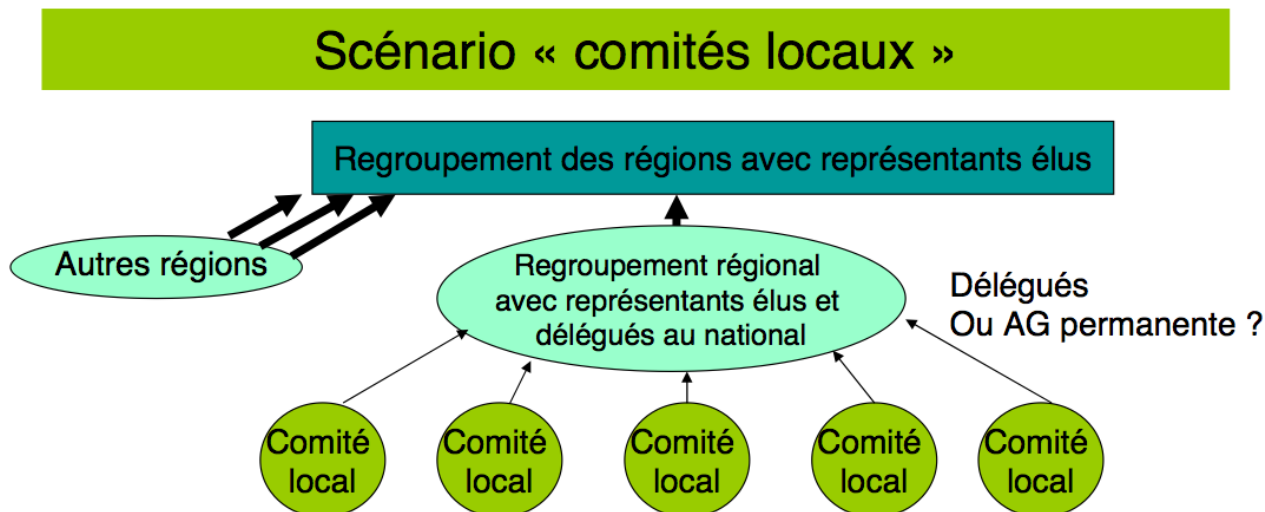 Scénario « comités locaux »
Regroupement des régions avec représentants élus
Autres régions
Regroupement régional
avec représentants élus et
délégués au national
Délégués
Ou AG permanente ?
Comité
local
Comité
local
Comité
local
Comité
local
Comité
local